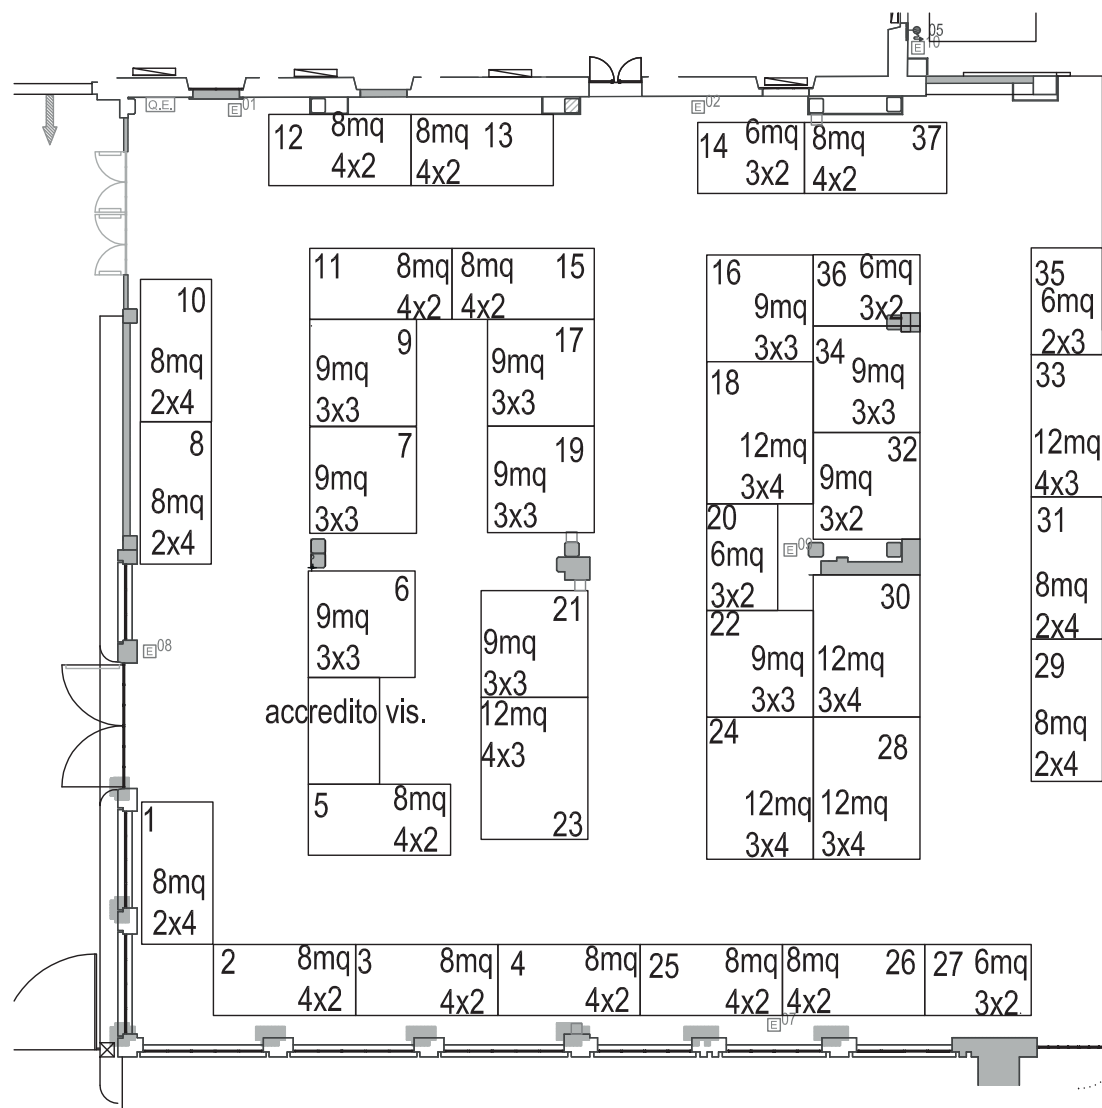 05
E 10
Q.E.
E 01
E 02
12 8mq
4x2
8mq 13
4x2
14 6mq
3x2
8mq 37
4x2
11 8mq
4x2
8mq 15
4x2
16
9mq
3x3
36 6mq
3x2
35
6mq
2x3
10
8mq
2x4
9
9mq
3x3
17
9mq
3x3
18
12mq
3x4
34
9mq
3x3
33
12mq
4x3
8
8mq
2x4
7
9mq
3x3
19
9mq
3x3
32
9mq
3x2
20
6mq
3x2
E 09
31
8mq
2x4
6
9mq
3x3
21
9mq
3x3
22
9mq
3x3
30
12mq
3x4
29
8mq
2x4
E 08
accredito vis.
12mq
4x3
23
24
12mq
3x4
28
12mq
3x4
5 8mq
4x2
1
8mq
2x4
2 8mq
4x2
3 8mq
4x2
4 8mq
4x2
25 8mq
4x2
8mq 26
4x2
27 6mq
3x2
E 07